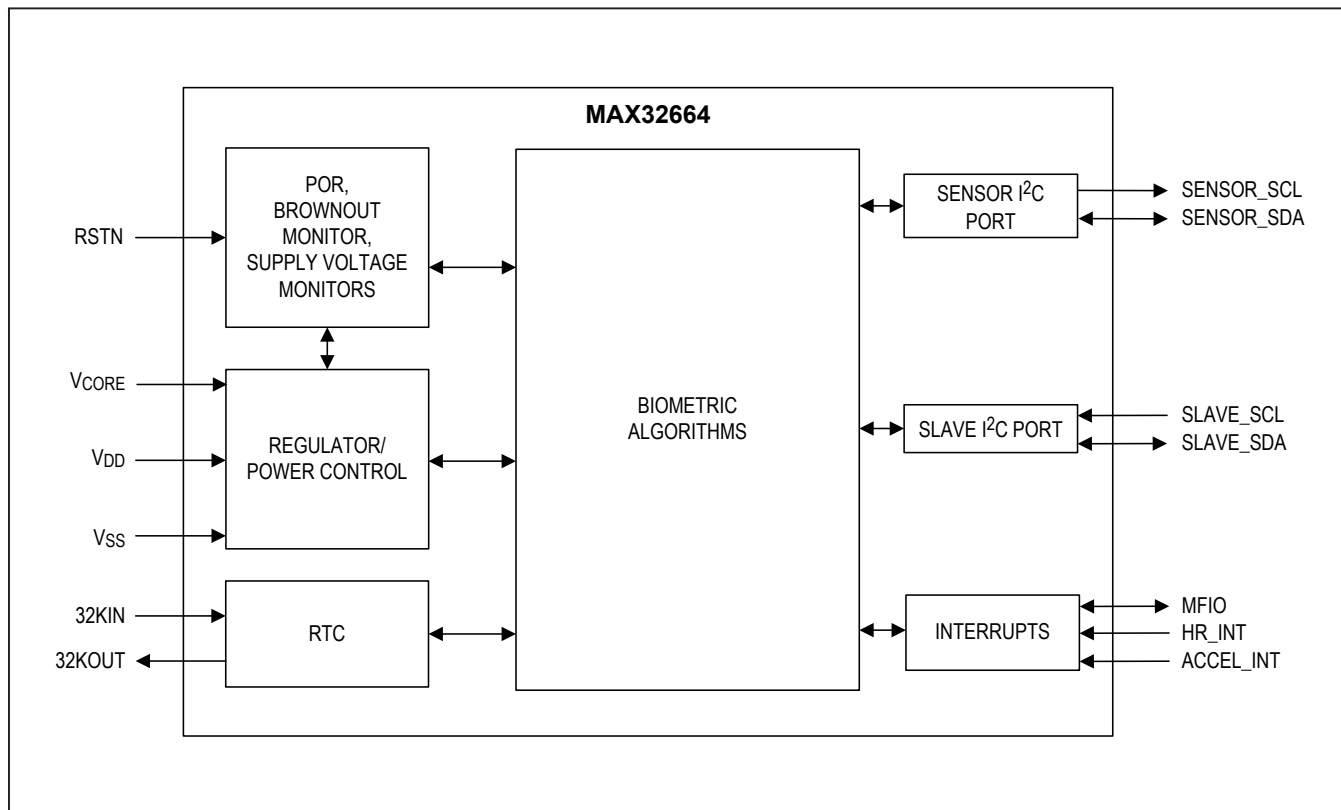 MAX32664
POR,
BROWNOUT
MONITOR,
SUPPLY VOLTAGE
MONITORS
RSTN
VCORE
VDD
VSS
REGULATOR/
POWER CONTROL
32KIN
32KOUT
RTC
BIOMETRIC
ALGORITHMS
SENSOR I2C
PORT
SENSOR_SCL
SENSOR_SDA
SLAVE I2C PORT
SLAVE_SCL
SLAVE_SDA
INTERRUPTS
MFIO
HR_INT
ACCEL_INT